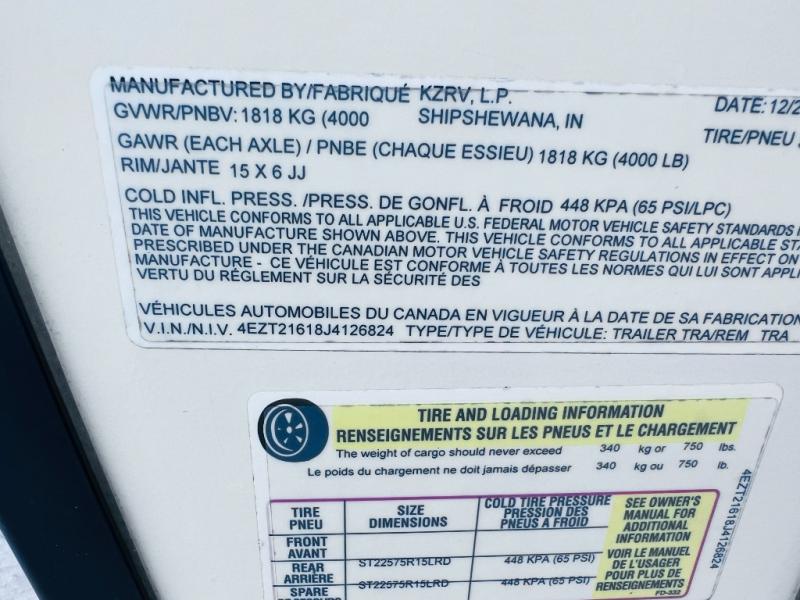 MANUFACTURED BY/FABRIQUÉ KZRV, L.P. DATE: 12/2
GVWR/PNBV: 1818 KG (4000 SHIPSHEWANA, IN
TIRE/PNEU
GAWR (EACH AXLE) / PNBE (CHAQUE ESSIEU) 1818 KG (4000 LB)
RIM/JANTE 15 X 6 JJ
COLD INFL. PRESS. /PRESS. DE GONFL. À FROID 448 KPA (65 PSI/LPC)
THIS VEHICLE CONFORMS TO ALL APPLICABLE U.S. FEDERAL MOTOR VEHICLE SAFETY STANDARDS
DATE OF MANUFACTURE SHOWN ABOVE. THIS VEHICLE CONFORMS TO ALL APPLICABLE STA
PRESCRIBED UNDER THE CANADIAN MOTOR VEHICLE SAFETY REGULATIONS IN EFFECT ON
MANUFACTURE - CE VÉHICULE EST CONFORME À TOUTES LES NORMES QUI LUI SONT APPLI
VERTU DU RÉGLEMENT SUR LA SÉCURITÉ DES
VÉHICULES AUTOMOBILES DU CANADA EN VIGUEUR À LA DATE DE SA FABRICATION
V.I.N./N.I.V. 4EZT21618J4126824 TYPE/TYPE DE VÉHICULE: TRAILER TRA/REM TRA
TIRE AND LOADING INFORMATION
RENSEIGNEMENTS SUR LES PNEUS ET LE CHARGEMENT
The weight of cargo should never exceed 340 kg or 750 lbs.
Le poids du chargement ne doit jamais dépasser 340 kg ou 750 lb.
TIRE
PNEU
SIZE
DIMENSIONS
COLD TIRE PRESSURE
PRESSION DES
PNEUS A FROID
SEE OWNER'S
MANUAL FOR
ADDITIONAL
INFORMATION
VOIR LE MANUEL
DE L'USAGER
POUR PLUS DE
RENSEIGNEMENTS
FD-332
FRONT
AVANT
REAR
ARRIÈRE
ST22575R15LRD 448 KPA (65 PSI)
SPARE
ST22575R15LRD 448 KPA (65 PSI)
4EZT21618J4126824